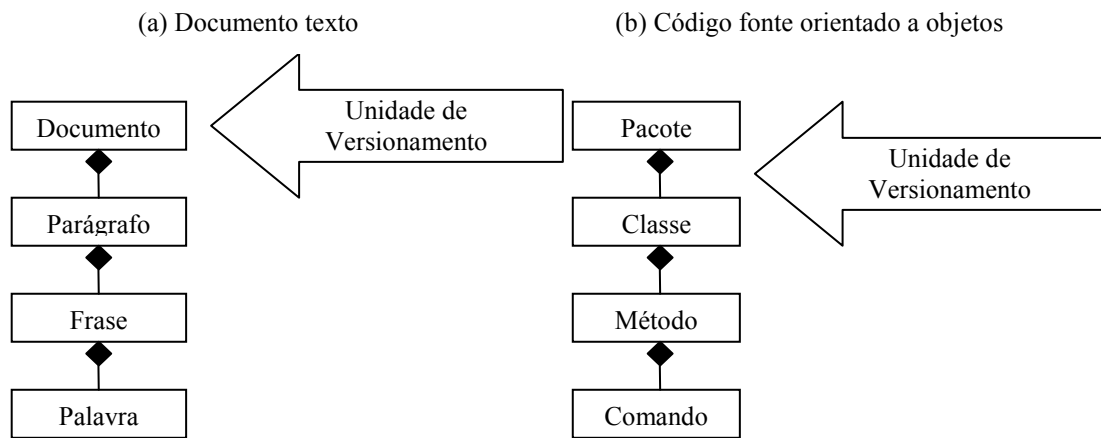 (a) Documento texto
(b) Código fonte orientado a objetos
Documento
Unidade de
Versionamento
Parágrafo
Frase
Palavra
Pacote
Unidade de
Versionamento
Classe
Método
Comando